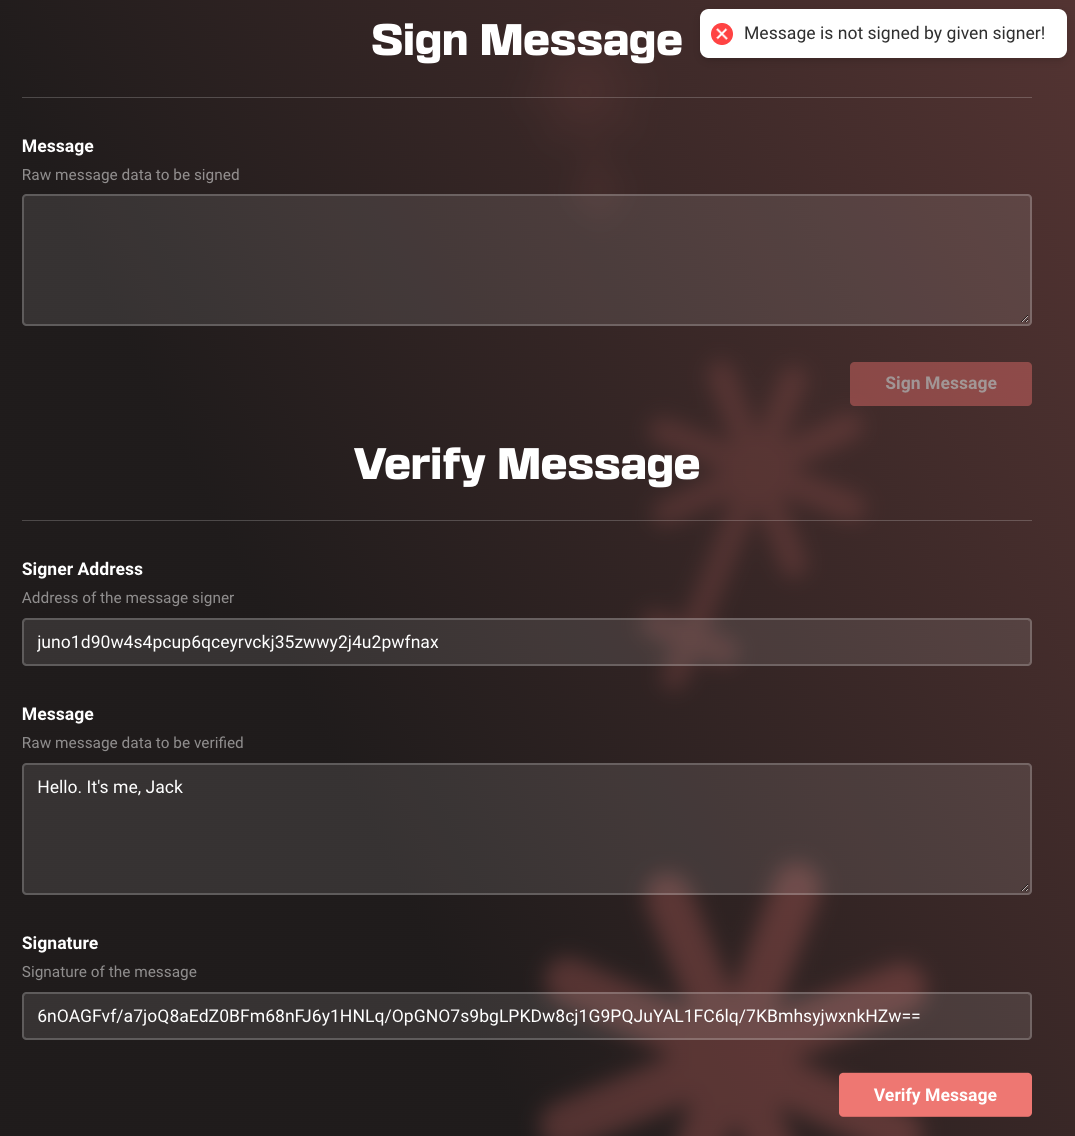 Sign Message
Message is not signed by given signer!
Message
Raw message data to be signed
Sign Message
Verify Message
Signer Address
Address of the message signer
juno1d90w4s4pcup6qceyrvckj35zwwy2j4u2pwfnax
Message
Raw message data to be verified
Hello. It's me, Jack
Signature
Signature of the message
6nOAGFvf/a7joQ8aEdZ0BFm68nFJ6y1HNLq/OpGNO7s9bgLPKDw8cj1G9PQJuYAL1FC6lq/7KBmhsyjwxnkHZw==
Verify Message